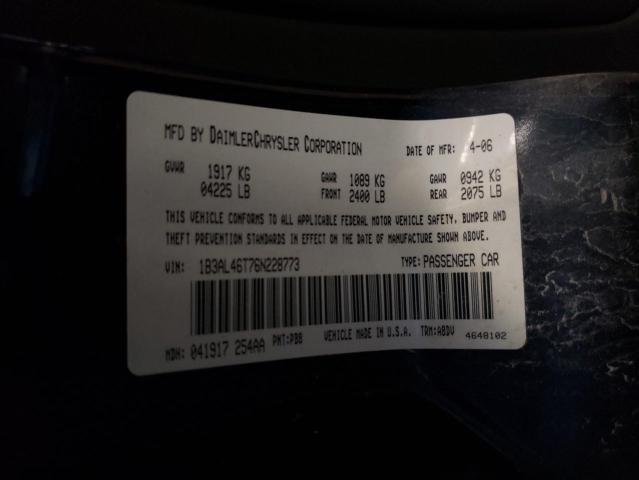 MFD BY DAIMLERCHRYSLER CORPORATION DATE OF MFR: 4-06
GVWR 1917 KG GAWR 1089 KG GAWR 0942 KG
04225 LB FRONT 2400 LB REAR 2075 LB
THIS VEHICLE CONFORMS TO ALL APPLICABLE FEDERAL MOTOR VEHICLE SAFETY, BUMPER AND
THEFT PREVENTION STANDARDS IN EFFECT ON THE DATE OF MANUFACTURE SHOWN ABOVE.
VIN: 1B3AL46T76N228773 TYPE: PASSENGER CAR
MDH: 041917 254AA PNT:PBB VEHICLE MADE IN U.S.A. TRM:A8DV 4648102